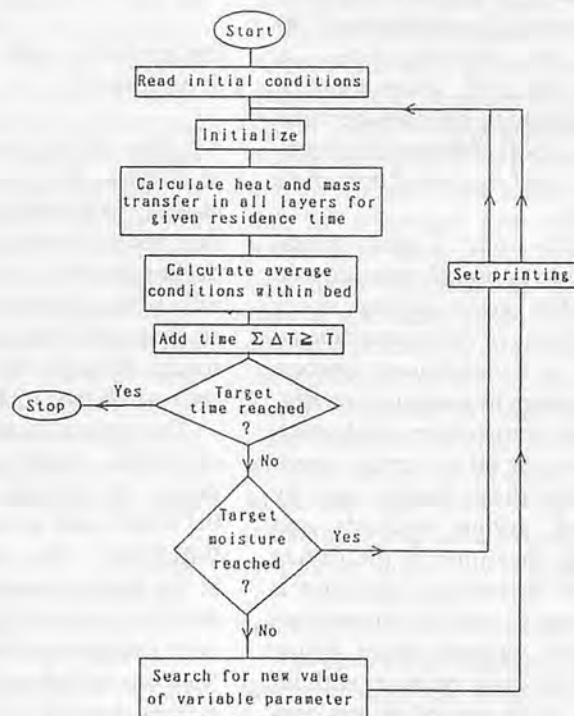 Start
Read initial conditions
Initialize
Calculate heat and mass
transfer in all layers for
given residence time
Calculate average
conditions within bed
Add time Σ ΔT ≧ T
Target
time reached
?
Yes
Stop
No
Target
moisture
reached
?
Yes
Set printing
No
Search for new value
of variable parameter